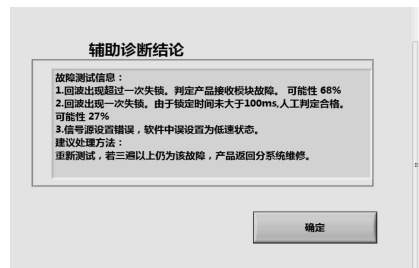 辅助诊断结论
故障测试信息：
1.回波出现超过一次失锁。判定产品接收模块故障。 可能性 68%
2.回波出现一次失锁。由于锁定时间未大于100ms,人工判定合格。
可能性 27%
3.信号源设置错误，软件中误设置为低速状态。
建议处理方法：
重新测试，若三遍以上仍为该故障，产品返回分系统维修。
确定